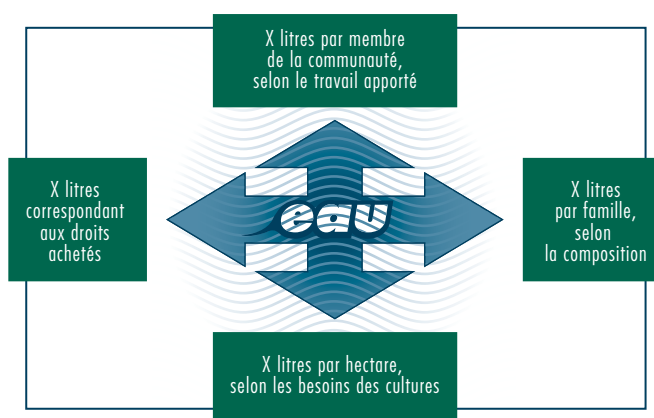 X litres par membre
de la communauté,
selon le travail apporté
X litres
correspondant
aux droits
achetés
eau
X litres
par famille,
selon
la composition
X litres par hectare,
selon les besoins des cultures